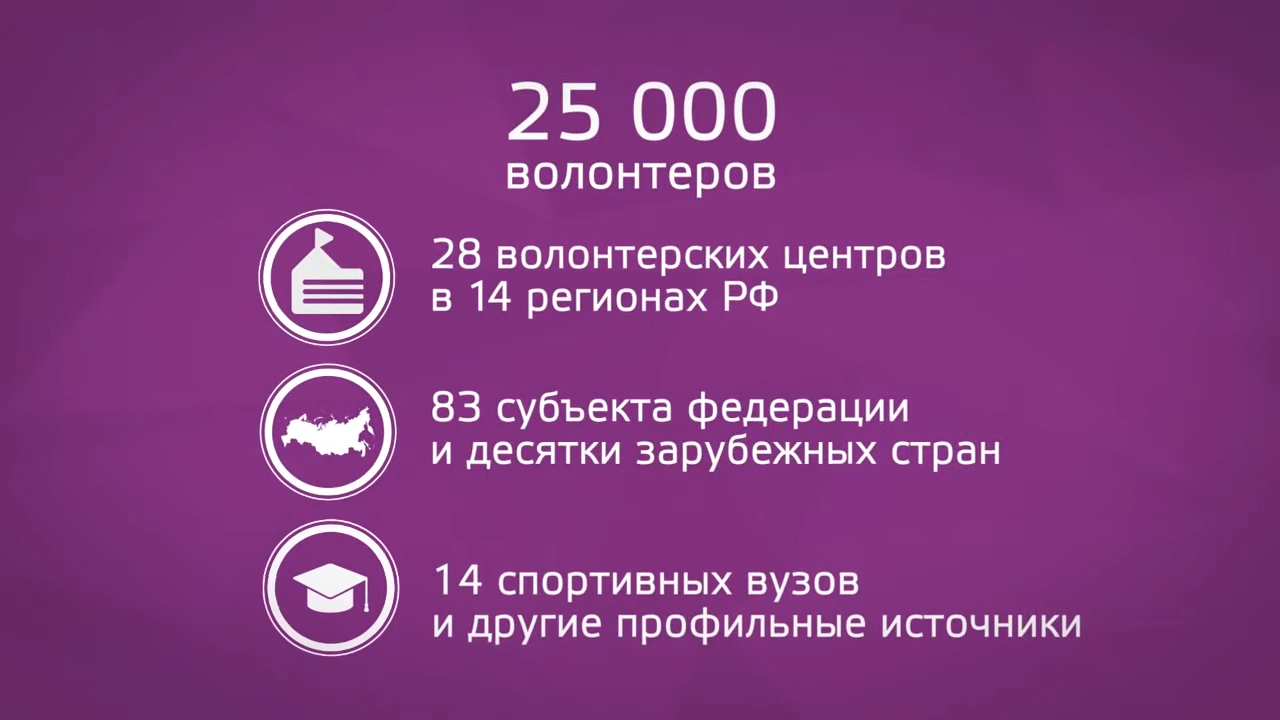 25 000
волонтеров
28 волонтерских центров
в 14 регионах РФ
83 субъекта федерации
и десятки зарубежных стран
14 спортивных вузов
и другие профильные источники